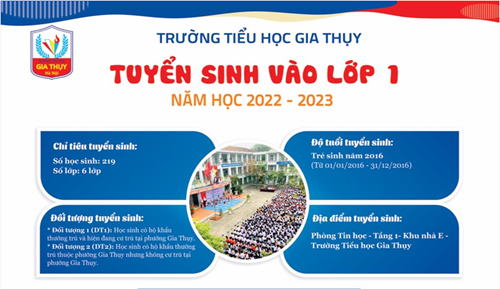 TRƯỜNG TIỂU HỌC GIA THỤY
GIA THỤY
Hà Nội
TUYỂN SINH VÀO LỚP 1
NĂM HỌC 2022 - 2023
Chỉ tiêu tuyển sinh:
Số học sinh: 219
Số lớp: 6 lớp
Độ tuổi tuyển sinh:
Trẻ sinh năm 2016
(Từ 01/01/2016 - 31/12/2016)
Đối tượng tuyển sinh:
* Đối tượng 1 (DT1): Học sinh có hộ khẩu
thường trú và hiện đang cư trú tại phường Gia Thụy.
* Đối tượng 2 (DT2): Học sinh có hộ khẩu thường
trú thuộc phường Gia Thụy nhưng không cư trú tại
phường Gia Thụy.
Địa điểm tuyển sinh:
Phòng Tin học - Tầng 1- Khu nhà E -
Trường Tiểu học Gia Thụy